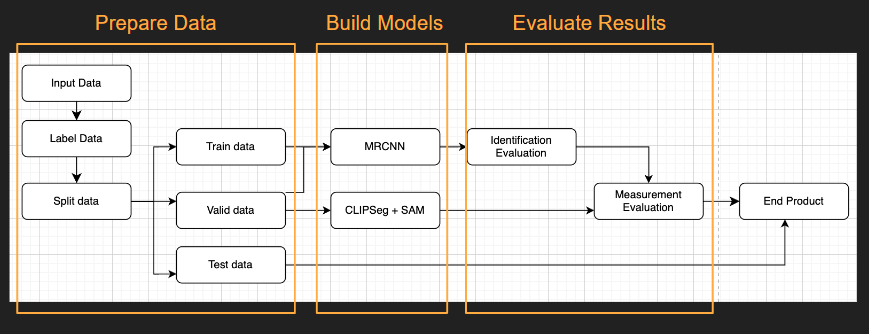 Prepare Data
Build Models
Evaluate Results
Input Data
Label Data
Split data
Train data
Valid data
Test data
MRCNN
CLIPSeg + SAM
Identification
Evaluation
Measurement
Evaluation
End Product